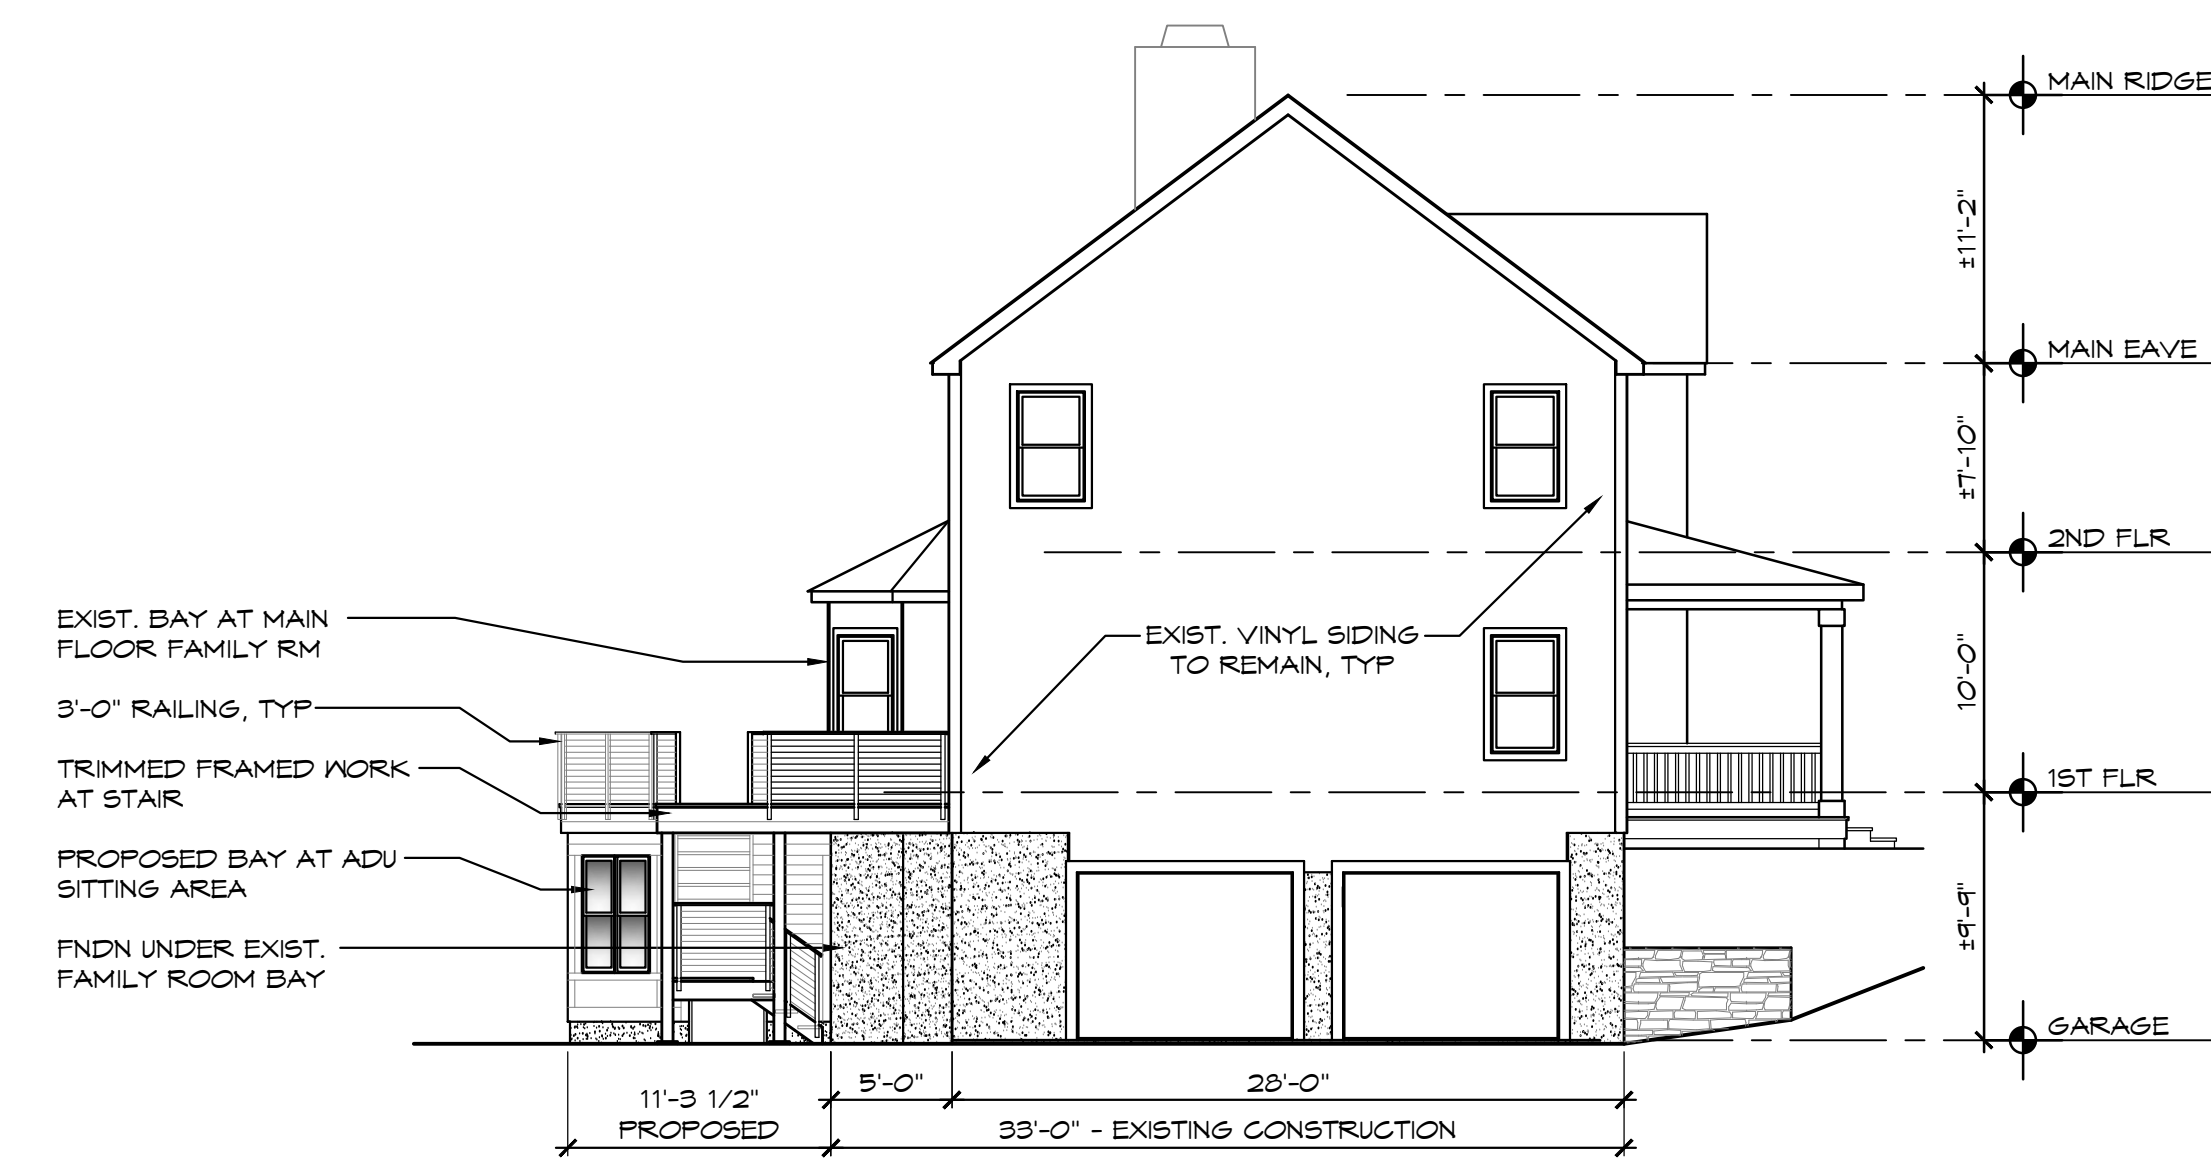 MAIN RIDGE
±11'-2"
MAIN EAVE
±7'-10"
2ND FLR
10'-0"
1ST FLR
±9'-9"
GARAGE
EXIST. BAY AT MAIN
FLOOR FAMILY RM
3'-0" RAILING, TYP
TRIMMED FRAMED WORK
AT STAIR
PROPOSED BAY AT ADU
SITTING AREA
FNDN UNDER EXIST.
FAMILY ROOM BAY
EXIST. VINYL SIDING
TO REMAIN, TYP
5'-0"
28'-0"
11'-3 1/2"
PROPOSED
33'-0" - EXISTING CONSTRUCTION